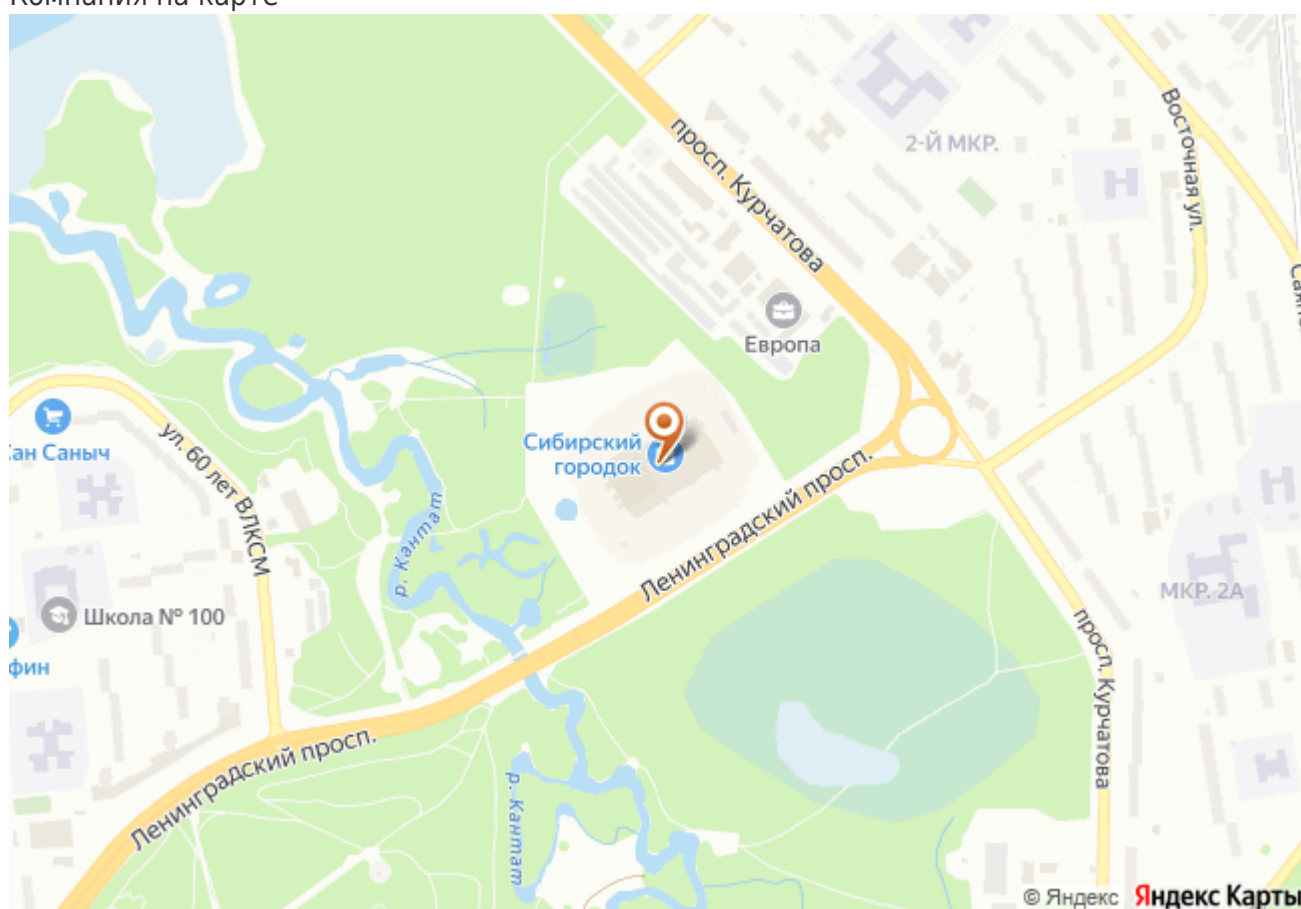 Компания на карте
просп. Курчатова
2-Й МКР.
Восточная ул.
Европа
Сибирский
городок
ан Саныч
ул. 60 лет ВЛКСМ
Ленинградский просп.
р. Кантат
МКР. 2А
Школа № 100
фин
просп. Курчатова
Ленинградский просп.
р. Кантат
© Яндекс Яндекс Карты